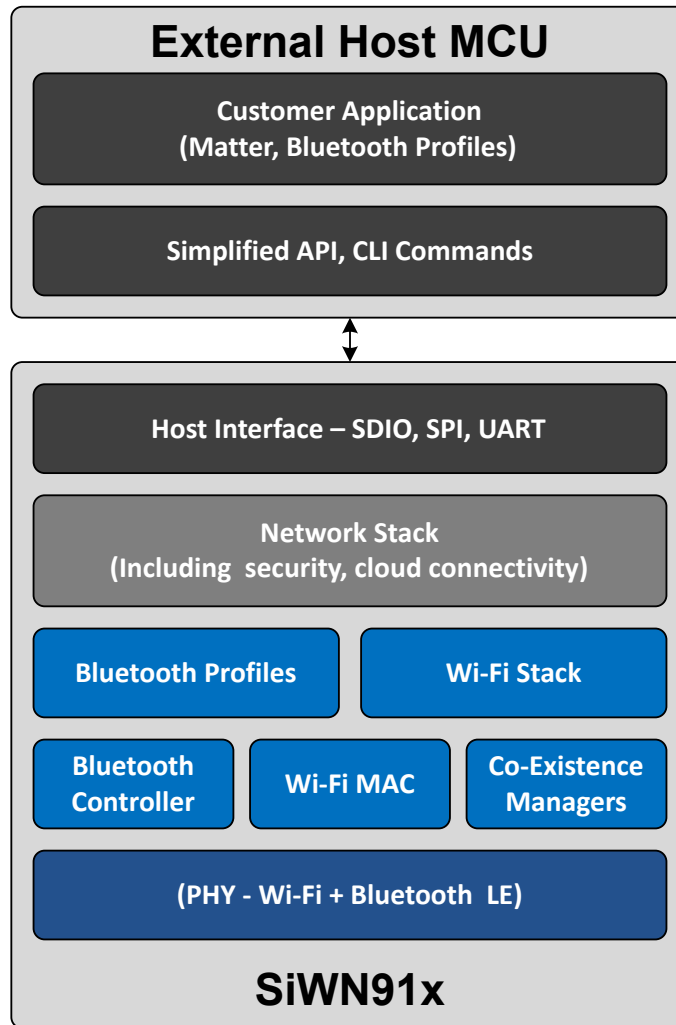 External Host MCU
Customer Application
(Matter, Bluetooth Profiles)
Simplified API, CLI Commands
Host Interface – SDIO, SPI, UART
Network Stack
(Including  security, cloud connectivity)
Bluetooth Profiles
Wi-Fi Stack
Bluetooth
Controller
Wi-Fi MAC
Co-Existence
Managers
(PHY - Wi-Fi + Bluetooth  LE)
SiWN91x